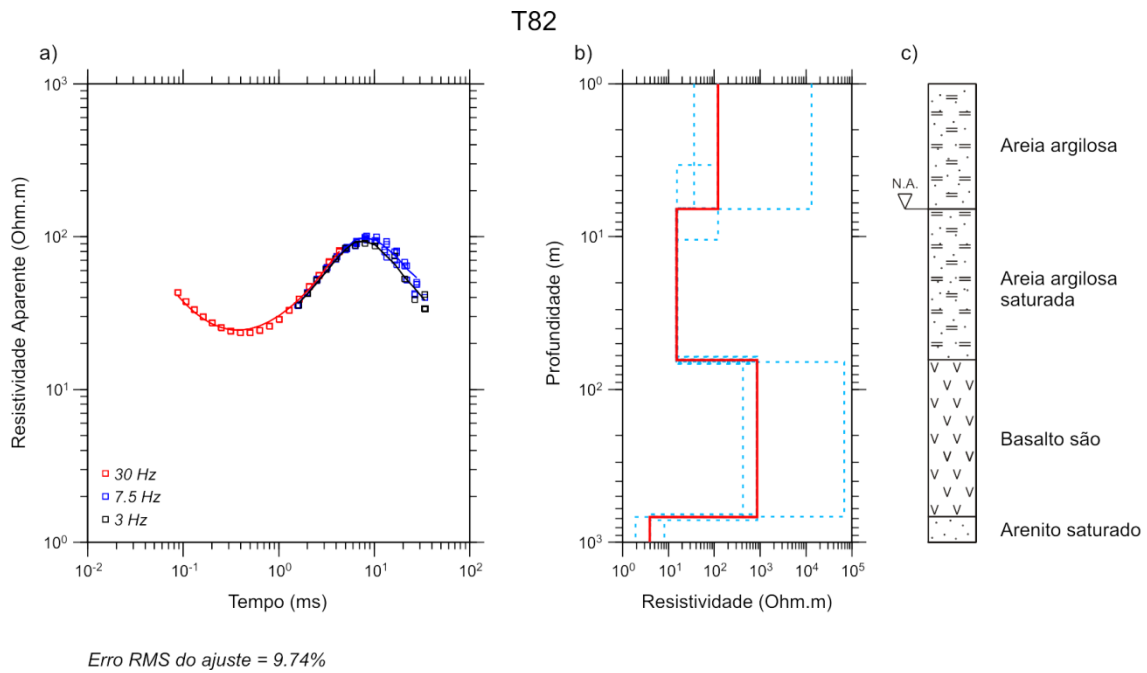 T82
a)
b)
c)
10³
10²
10¹
10⁰
Resistividade Aparente (Ohm.m)
30 Hz
7.5 Hz
3 Hz
10⁻²
10⁻¹
10⁰
10¹
10²
Tempo (ms)
Erro RMS do ajuste = 9.74%
10⁰
10¹
10²
10³
Profundidade (m)
10⁰
10¹
10²
10³
10⁴
10⁵
Resistividade (Ohm.m)
N.A.
Areia argilosa
Areia argilosa
saturada
Basalto são
Arenito saturado